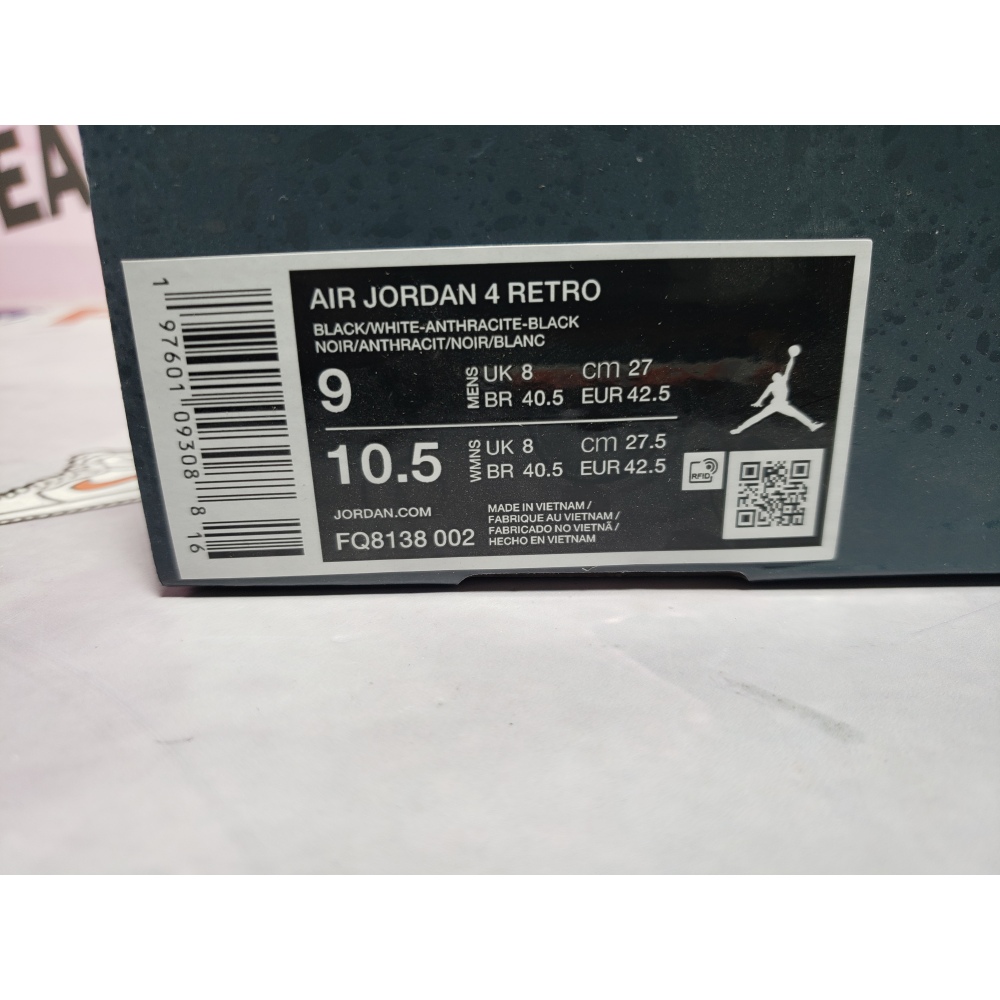 EA
1 97601 09308 8 16
AIR JORDAN 4 RETRO
BLACK/WHITE-ANTHRACITE-BLACK
NOIR/ANTHRACIT/NOIR/BLANC
9 MENS UK 8 cm 27
BR 40.5 EUR 42.5
10.5 WMNS UK 8 cm 27.5
BR 40.5 EUR 42.5
RFID
JORDAN.COM
FQ8138 002
MADE IN VIETNAM /
FABRIQUE AU VIETNAM /
FABRICADO NO VIETNÃ /
HECHO EN VIETNAM